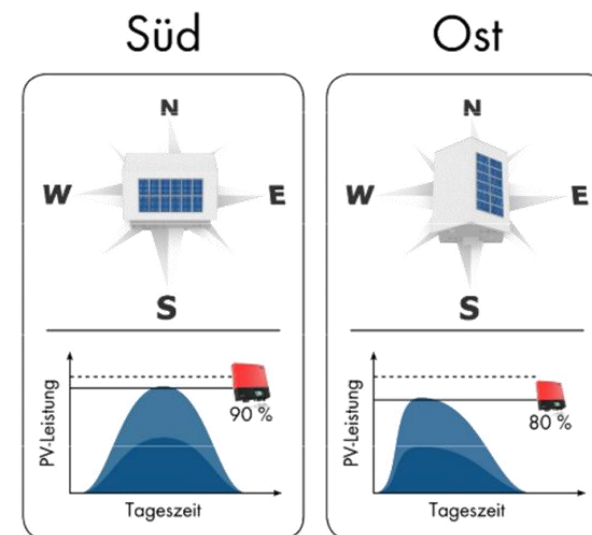 Süd
Ost
N
W
E
S
N
W
E
S
PV-Leistung
90 %
Tageszeit
PV-Leistung
80 %
Tageszeit